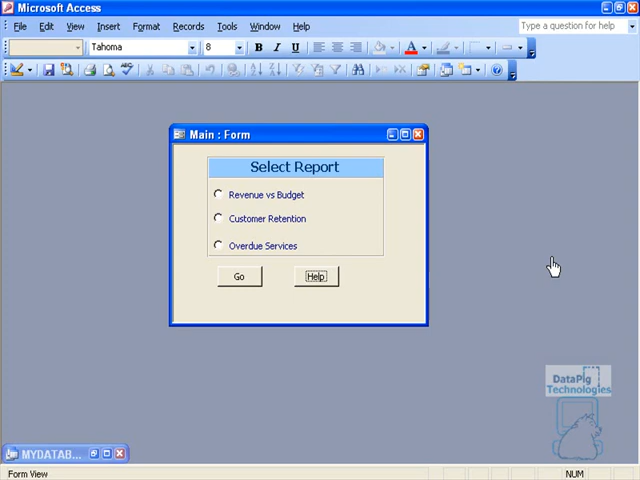 Microsoft Access
File Edit View Insert Format Records Tools Window Help Type a question for help
Tahoma 8 B I U A
Main : Form
Select Report
Revenue vs Budget
Customer Retention
Overdue Services
Go Help
DataPig
Technologies
MYDATAB...
Form View NUM